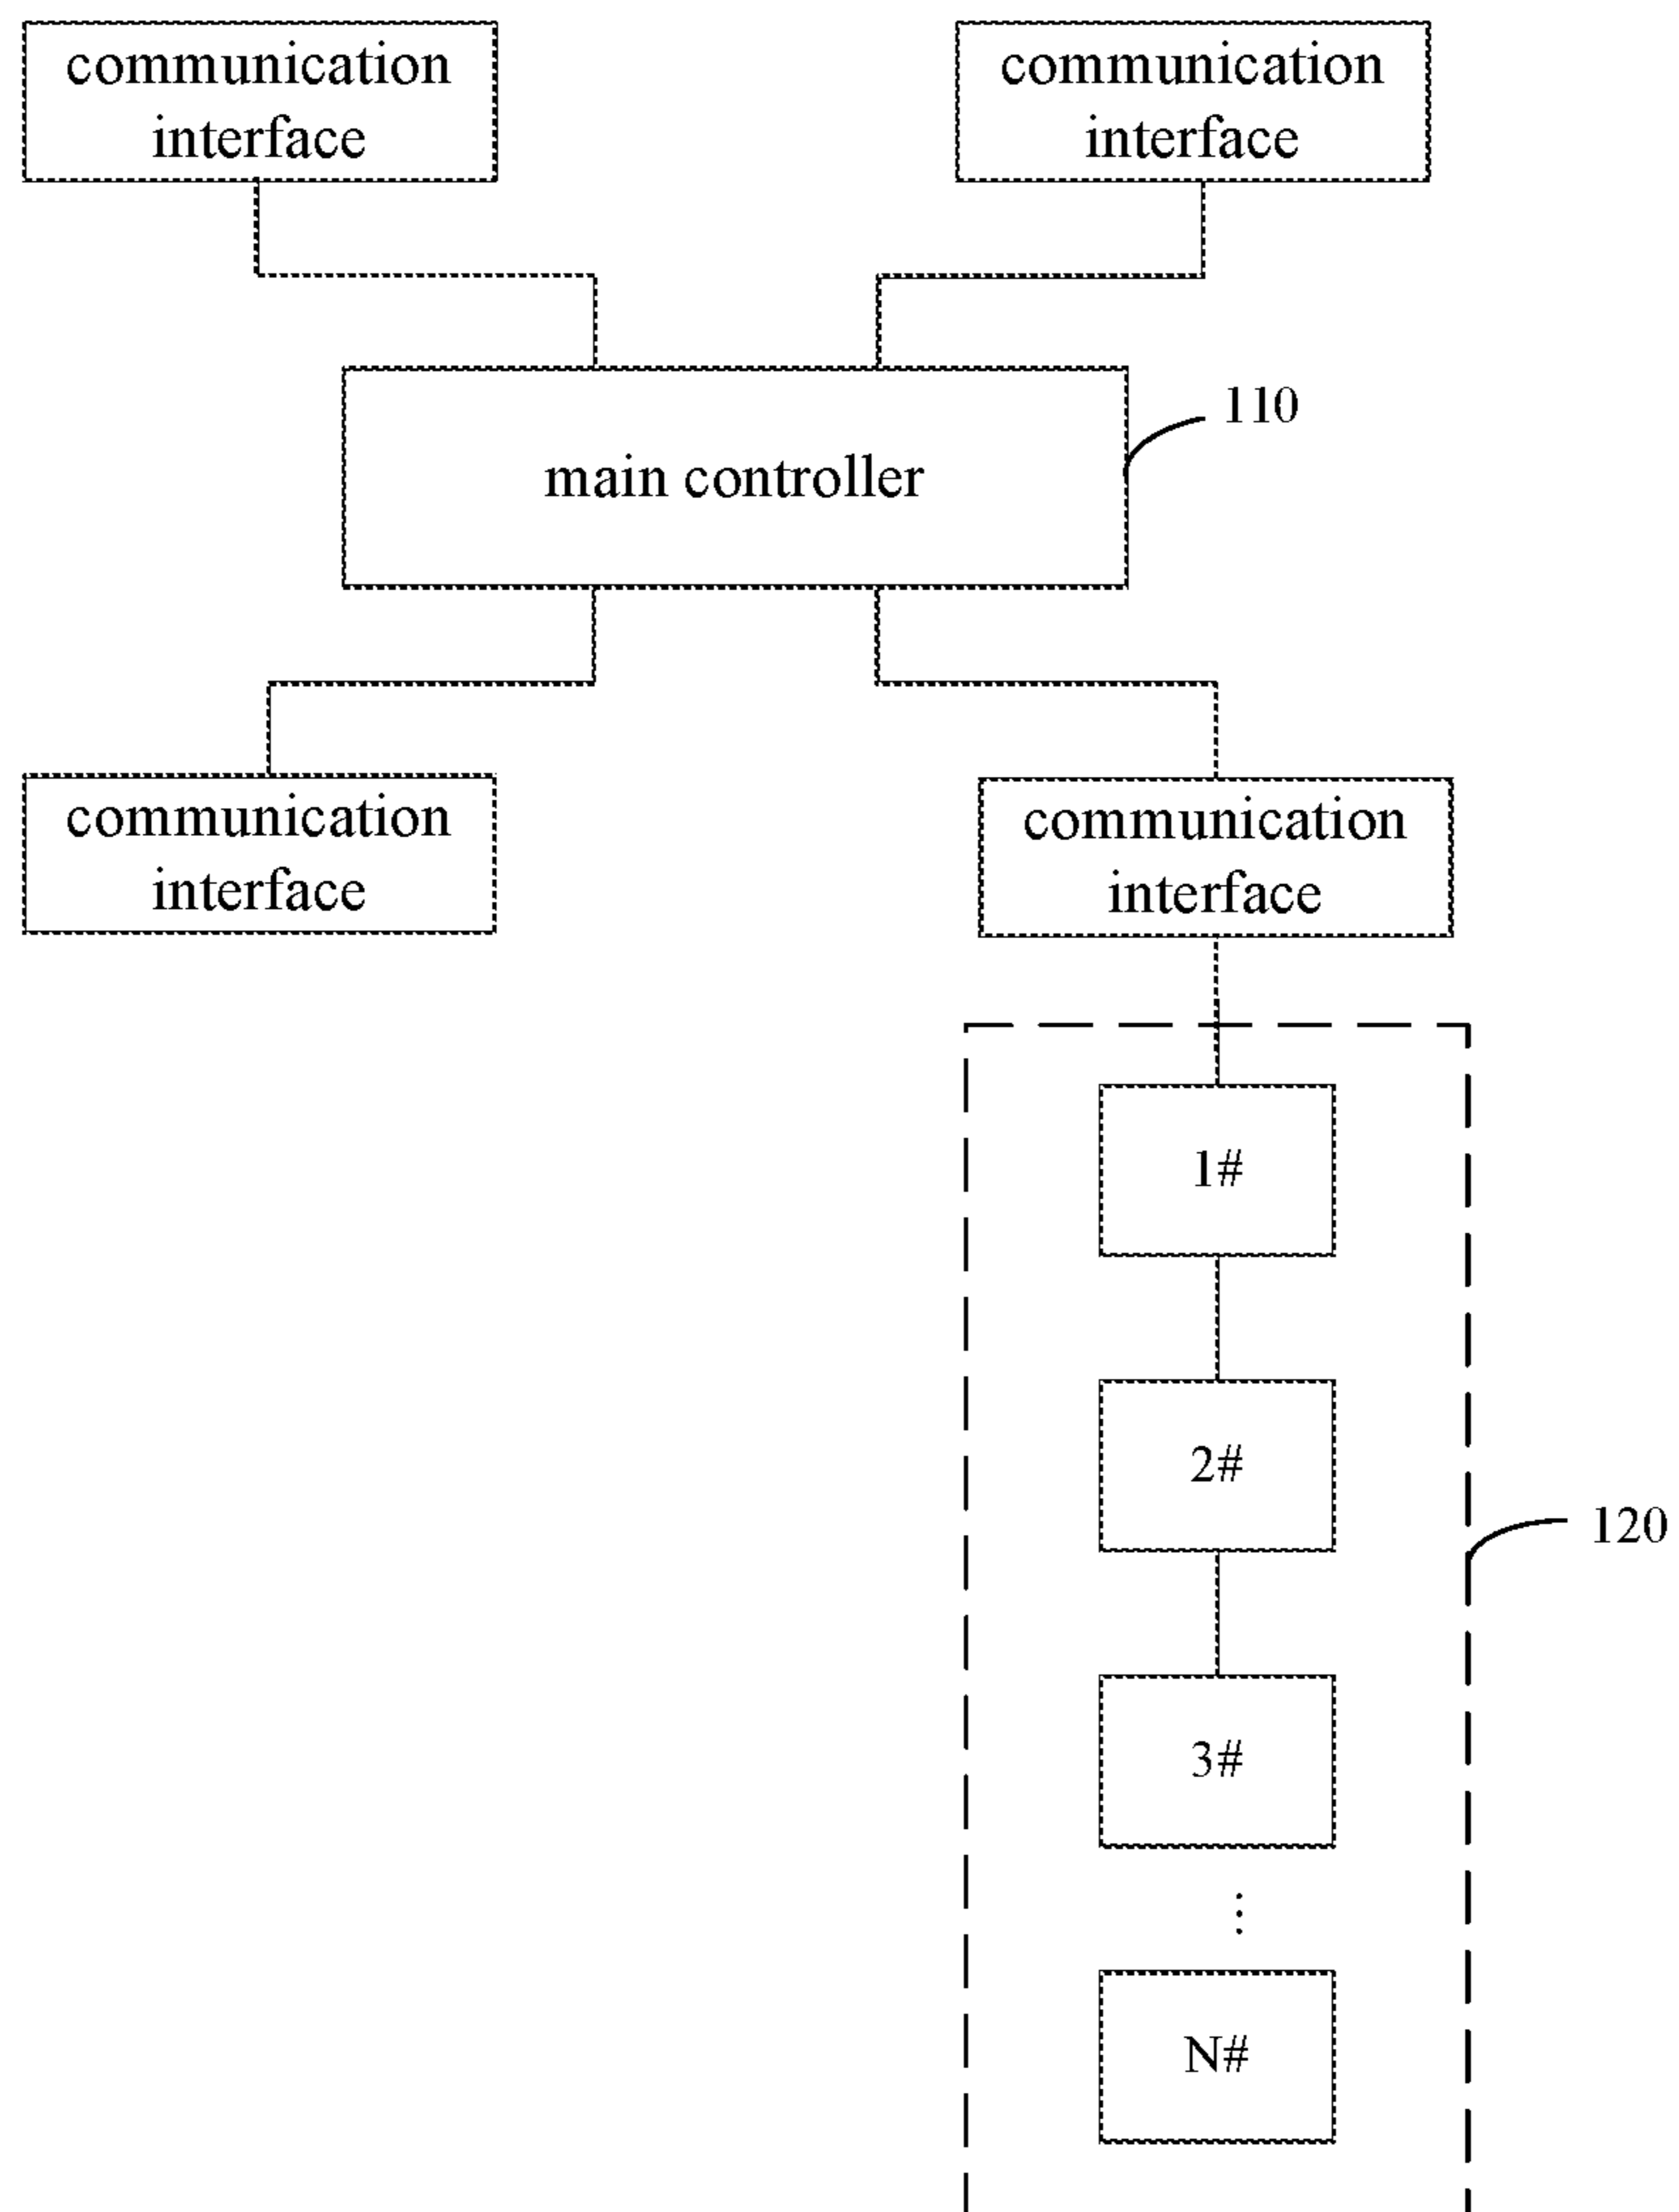 communication
interface
communication
interface
110
main controller
communication
interface
communication
interface
1#
2#
120
3#
⋮
N#